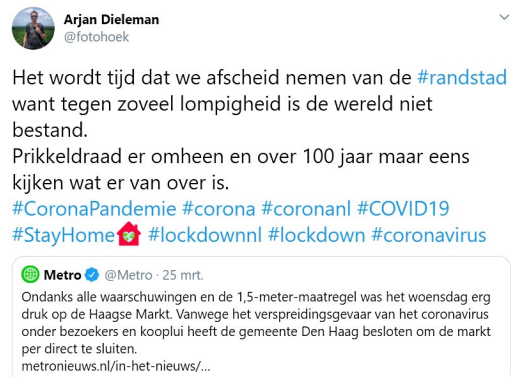 Arjan Dieleman
@fotohoek
Het wordt tijd dat we afscheid nemen van de #randstad
want tegen zoveel lompigheid is de wereld niet
bestand.
Prikkeldraad er omheen en over 100 jaar maar eens
kijken wat er van over is.
#CoronaPandemie #corona #coronanl #COVID19
#StayHome #lockdownnl #lockdown #coronavirus
Metro @Metro · 25 mrt.
Ondanks alle waarschuwingen en de 1,5-meter-maatregel was het woensdag erg
druk op de Haagse Markt. Vanwege het verspreidingsgevaar van het coronavirus
onder bezoekers en kooplui heeft de gemeente Den Haag besloten om de markt
per direct te sluiten.
metronieuws.nl/in-het-nieuws/...